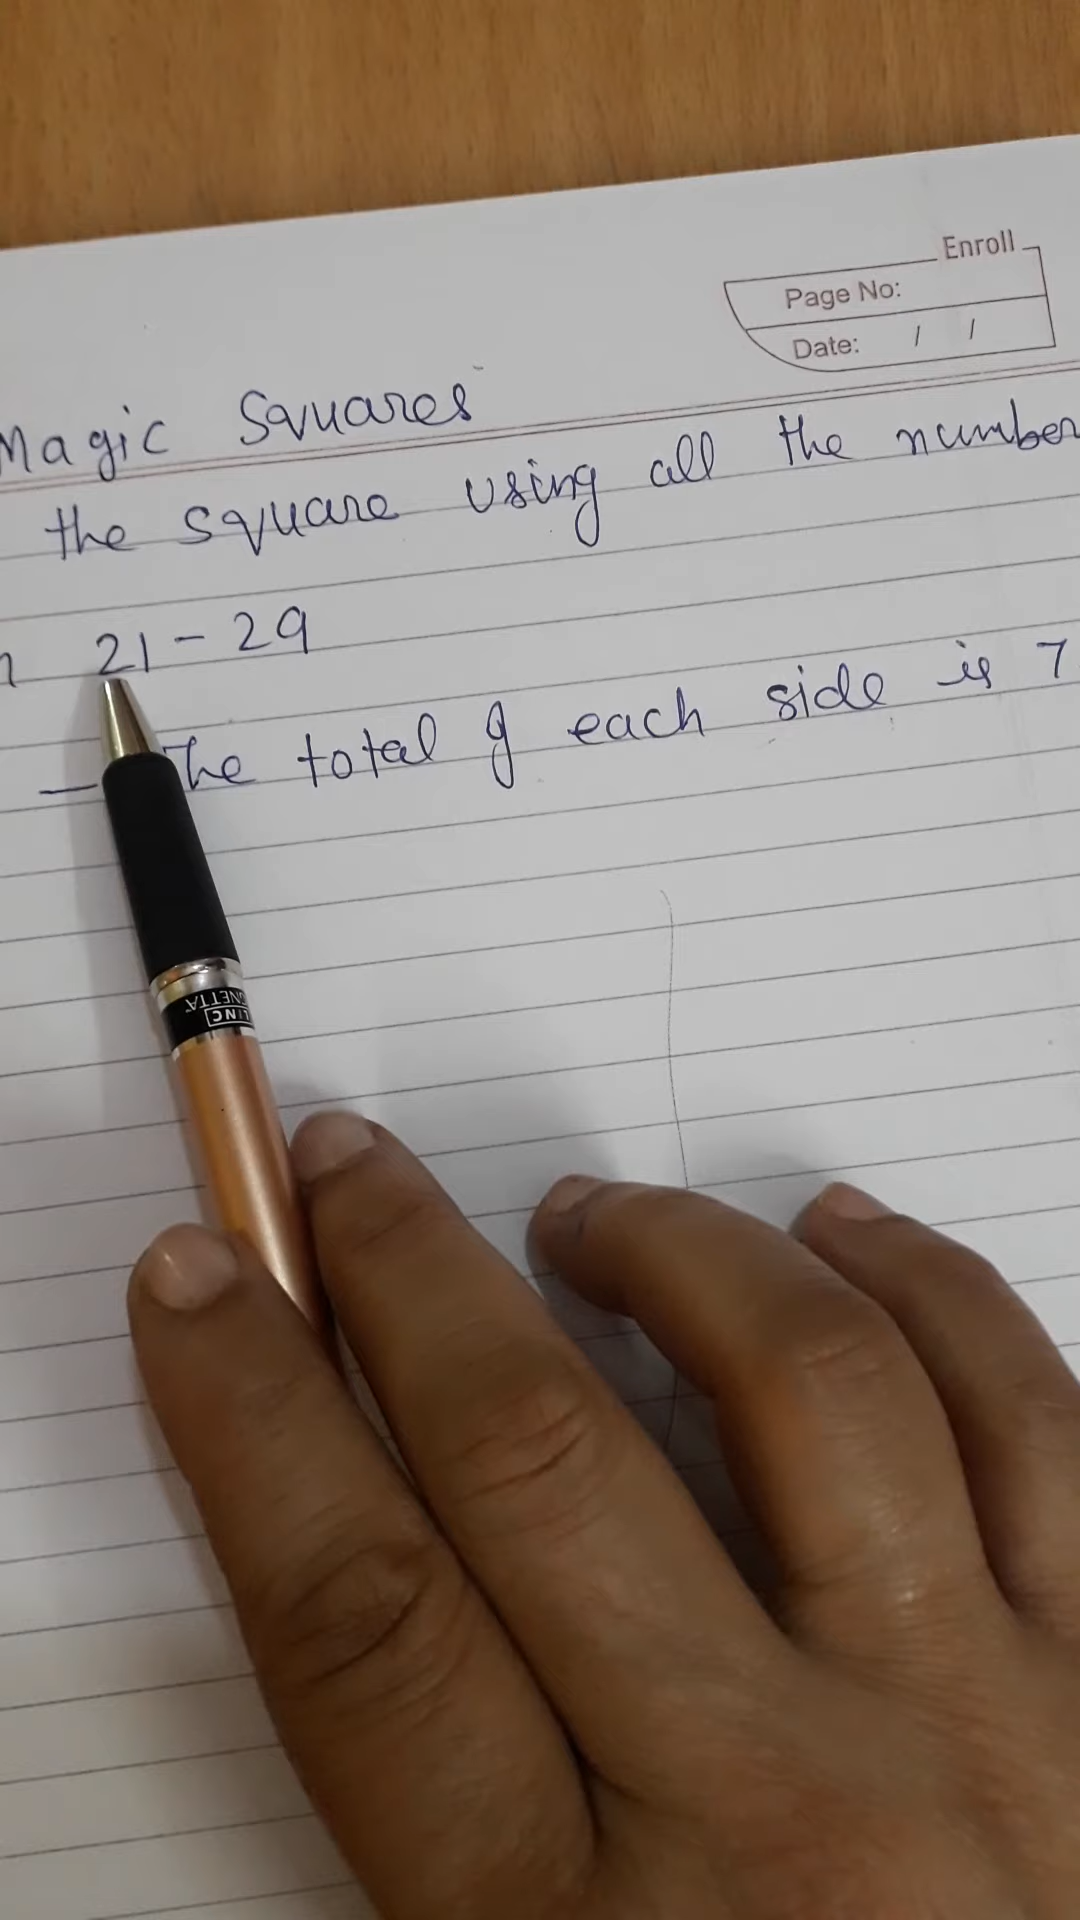 Enroll
Page No:
Date: / /
Magic Squares
the square using all the number
21 - 29
The total of each side is 7
LINC